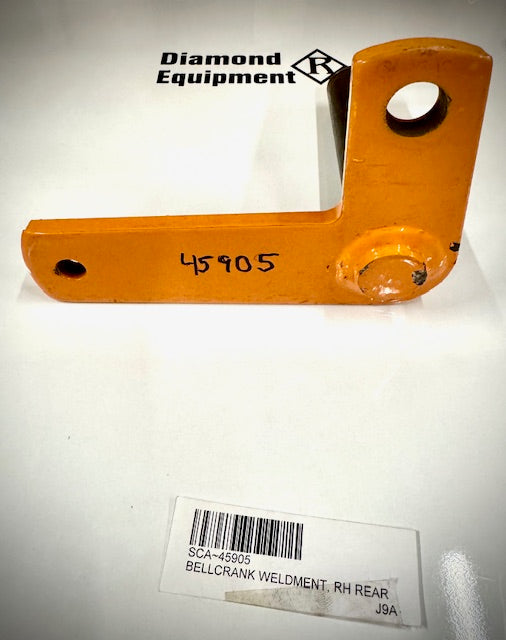 Diamond
Equipment
R
45905
SCA~45905
BELLCRANK WELDMENT, RH REAR
J9A